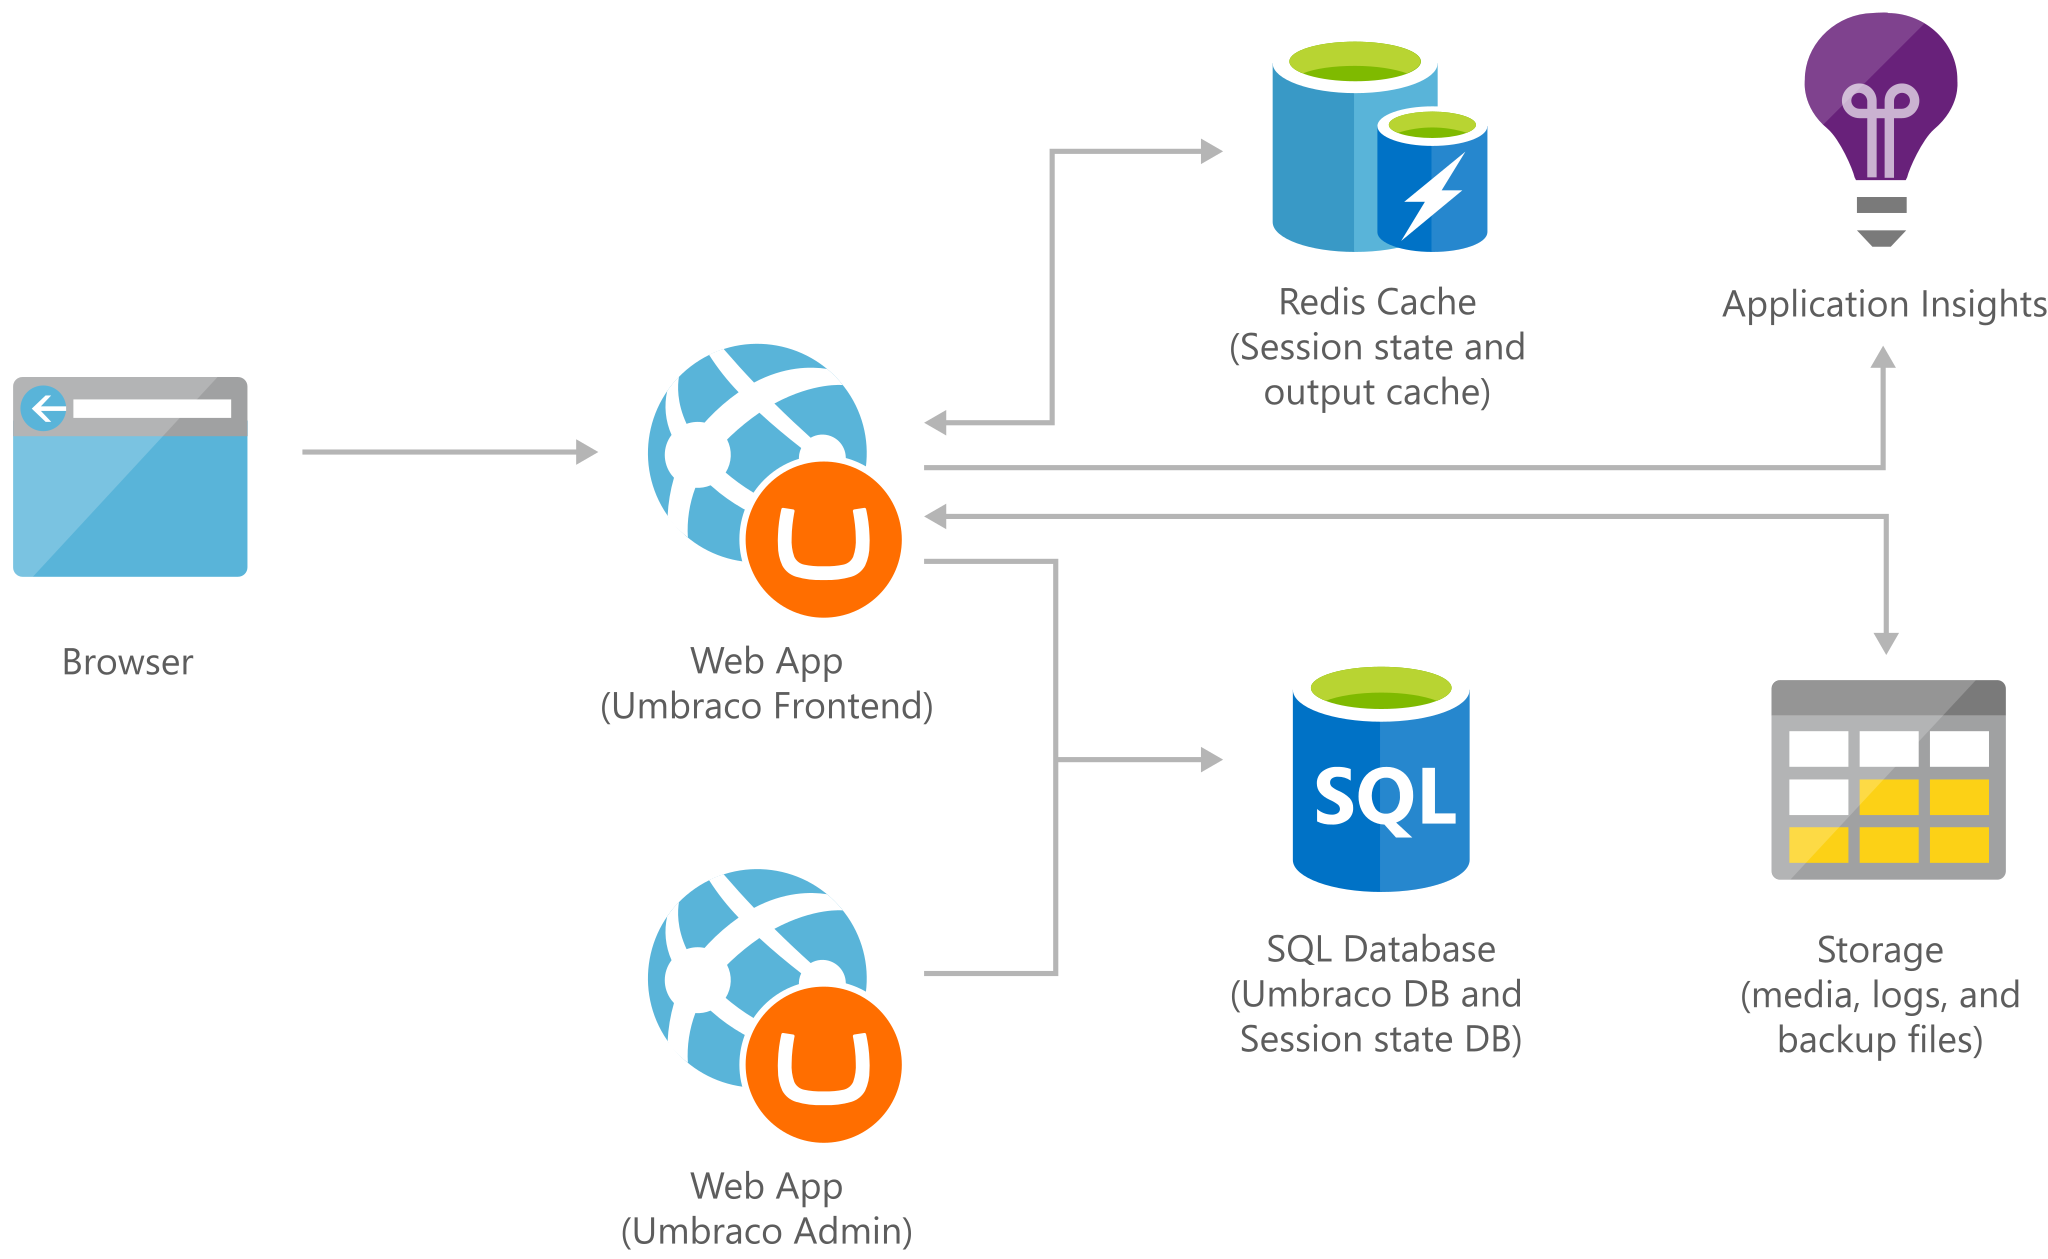 Redis Cache
(Session state and
output cache)
Application Insights
Browser
Web App
(Umbraco Frontend)
SQL
SQL Database
(Umbraco DB and
Session state DB)
Storage
(media, logs, and
backup files)
Web App
(Umbraco Admin)